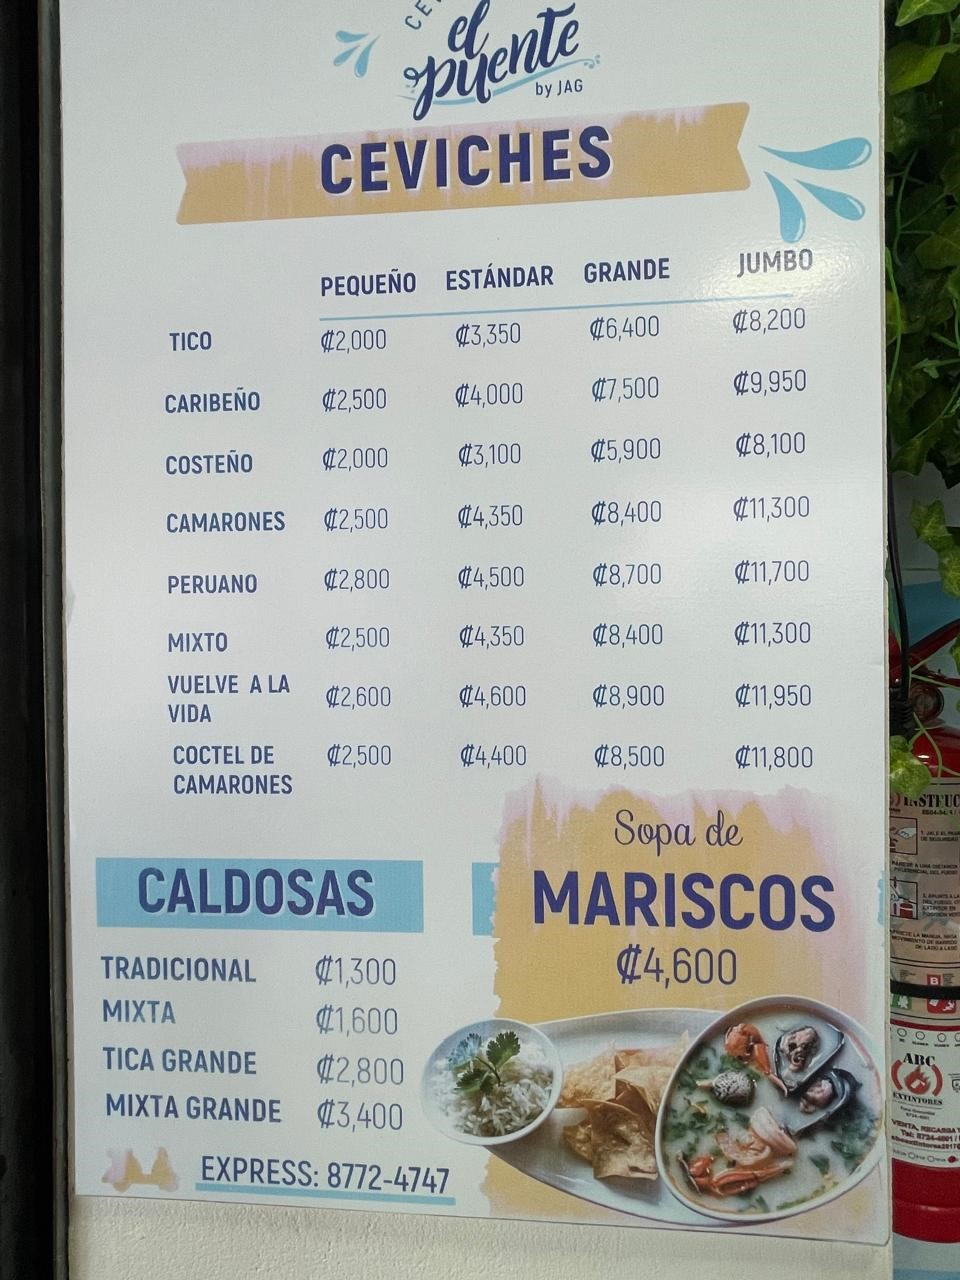 el
puente
by JAG
CEVICHES
PEQUEÑO ESTÁNDAR GRANDE JUMBO
TICO ₡2,000 ₡3,350 ₡6,400 ₡8,200
CARIBEÑO ₡2,500 ₡4,000 ₡7,500 ₡9,950
COSTEÑO ₡2,000 ₡3,100 ₡5,900 ₡8,100
CAMARONES ₡2,500 ₡4,350 ₡8,400 ₡11,300
PERUANO ₡2,800 ₡4,500 ₡8,700 ₡11,700
MIXTO ₡2,500 ₡4,350 ₡8,400 ₡11,300
VUELVE A LA
VIDA ₡2,600 ₡4,600 ₡8,900 ₡11,950
COCTEL DE
CAMARONES ₡2,500 ₡4,400 ₡8,500 ₡11,800
Sopa de
MARISCOS
₡4,600
CALDOSAS
TRADICIONAL ₡1,300
MIXTA ₡1,600
TICA GRANDE ₡2,800
MIXTA GRANDE ₡3,400
EXPRESS: 8772-4747
ABC
EXTINTORES